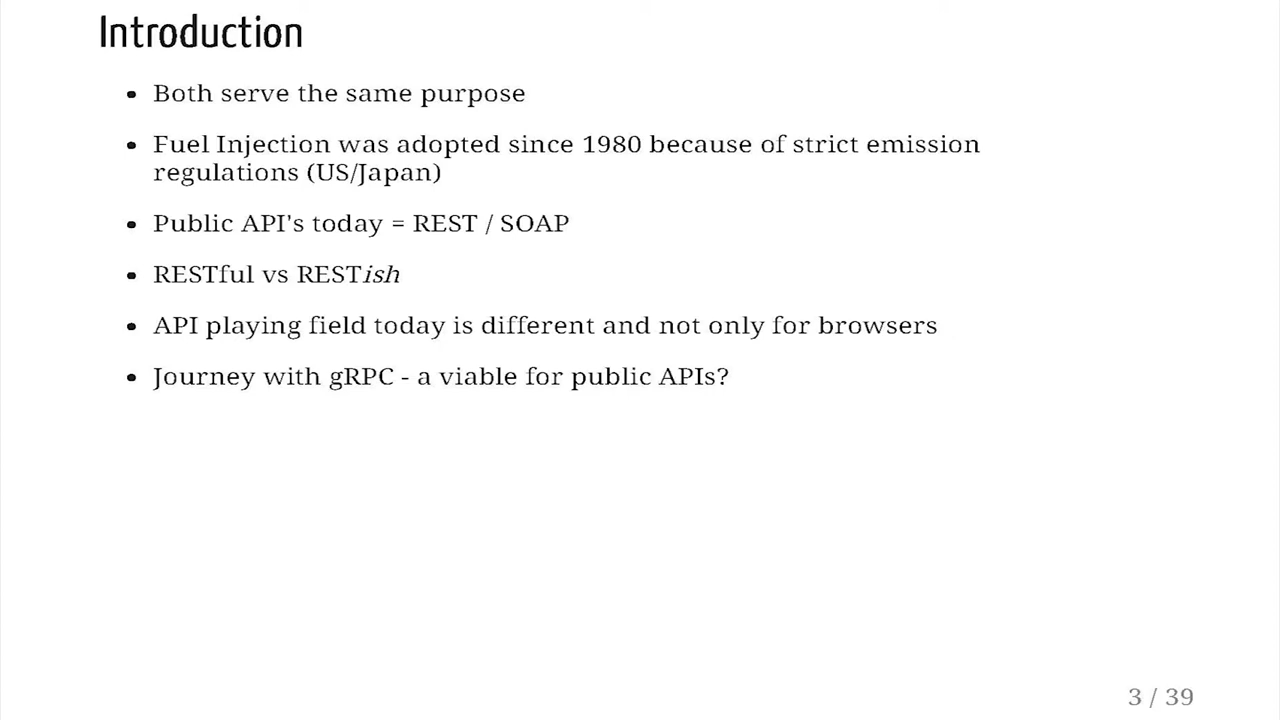 Introduction
Both serve the same purpose
Fuel Injection was adopted since 1980 because of strict emission
regulations (US/Japan)
Public API's today = REST / SOAP
RESTful vs RESTish
API playing field today is different and not only for browsers
Journey with gRPC - a viable for public APIs?
3 / 39